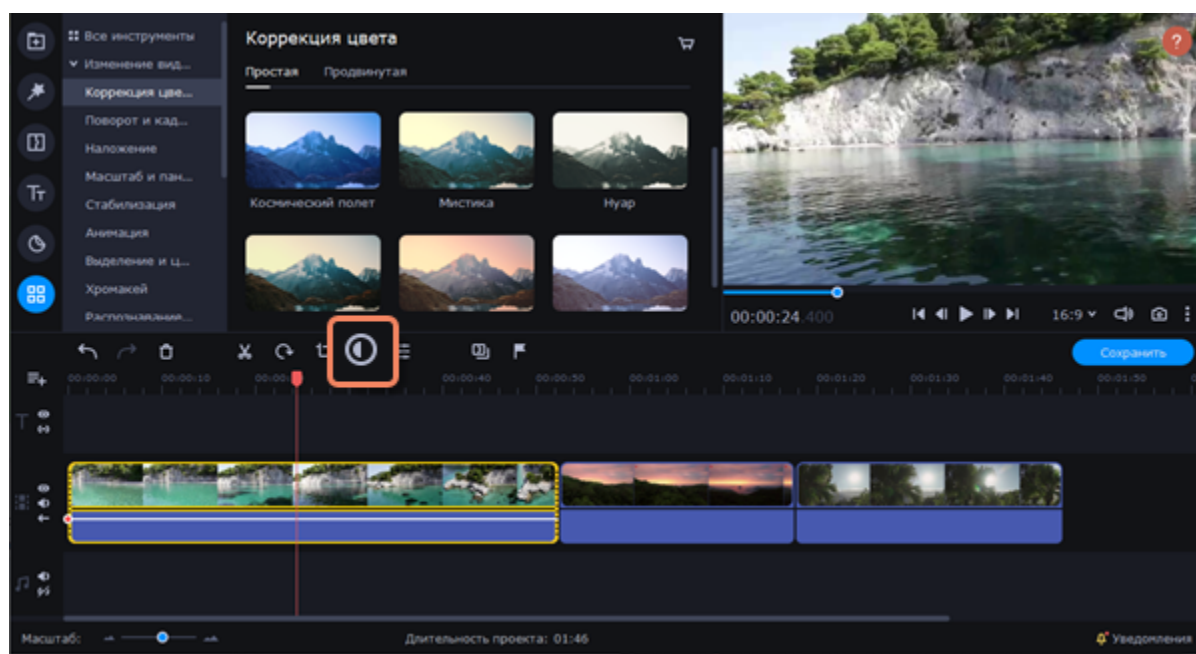 Все инструменты
Изменение вид...
Коррекция цве...
Поворот и кад...
Наложение
Масштаб и пан...
Стабилизация
Анимация
Выделение и ц...
Хромакей
Распознавание...
Коррекция цвета
Простая Продвинутая
Космический полет Мистика Нуар
?
00:00:24.400
16:9
Сохранить
00:00:00 00:00:10 00:00: 00:00:40 00:00:50 00:01:00 00:01:10 00:01:20 00:01:30 00:01:40 00:01:50
Масштаб:
Длительность проекта: 01:46
Уведомления